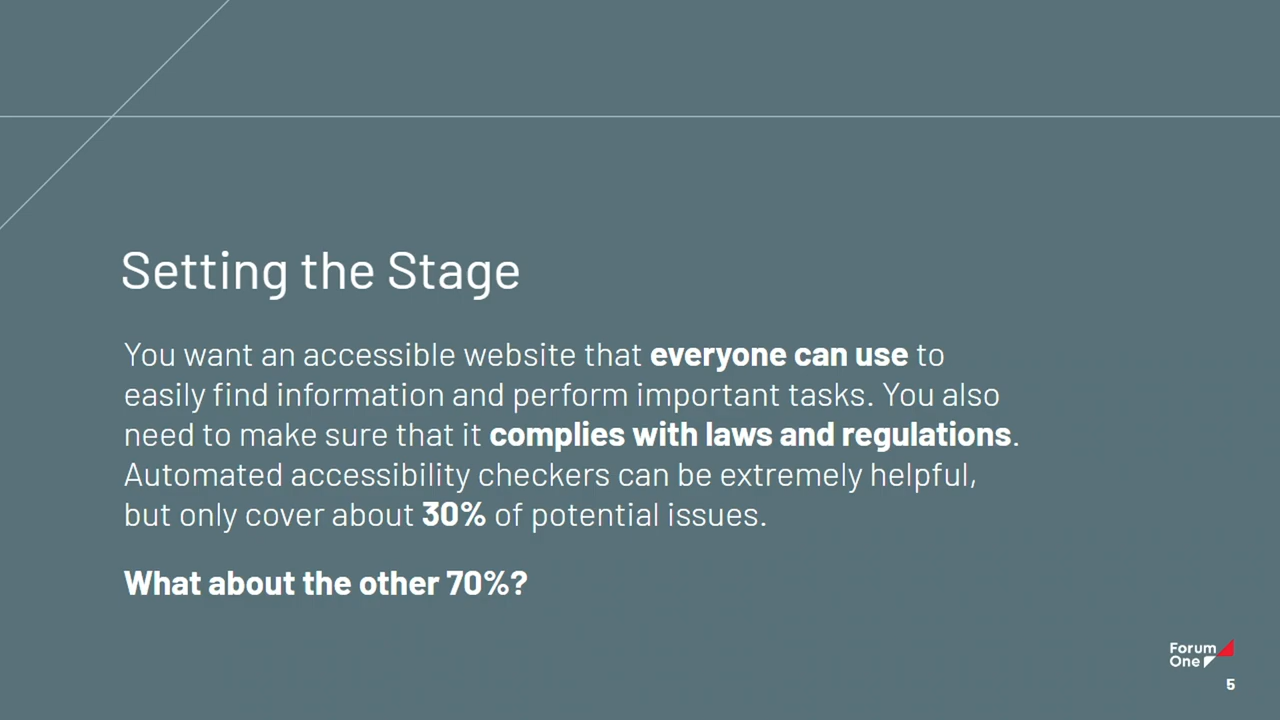 Setting the Stage
You want an accessible website that everyone can use to
easily find information and perform important tasks. You also
need to make sure that it complies with laws and regulations.
Automated accessibility checkers can be extremely helpful,
but only cover about 30% of potential issues.
What about the other 70%?
Forum
One
5